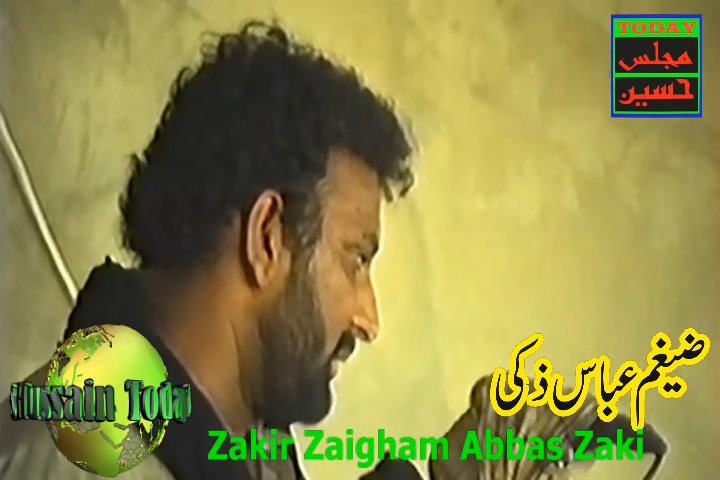 TODAY
مجلس
حسین
ضیغم عباس ذکی
Hussain Today
Zakir Zaigham Abbas Zaki